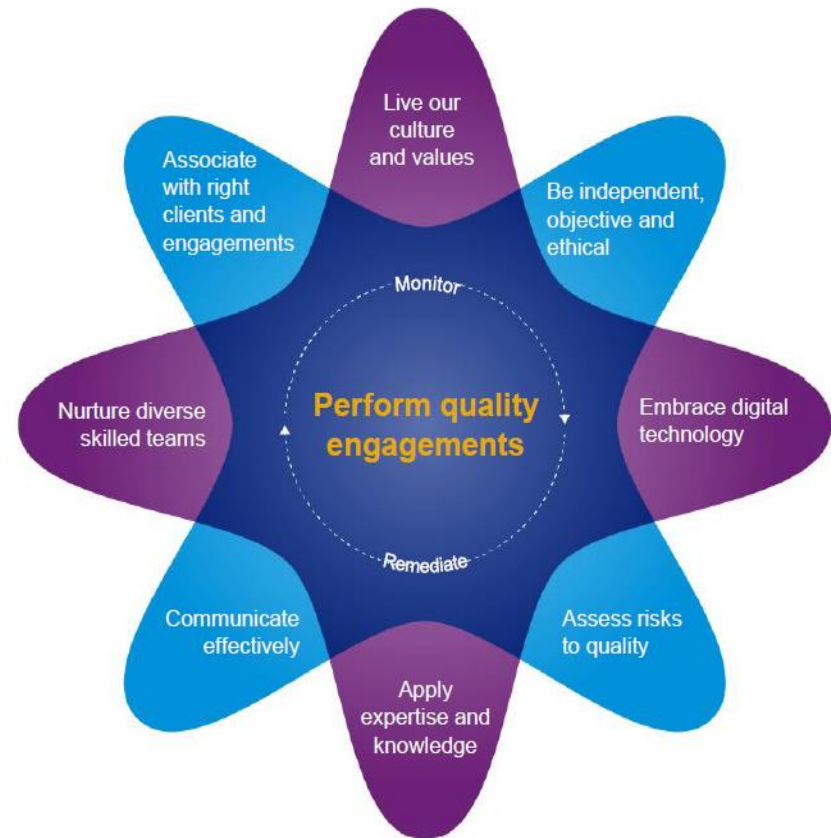 Live our
culture
and values
Associate
with right
clients and
engagements
Be independent,
objective and
ethical
Monitor
Nurture diverse
skilled teams
Perform quality
engagements
Embrace digital
technology
Remediate
Communicate
effectively
Assess risks
to quality
Apply
expertise and
knowledge